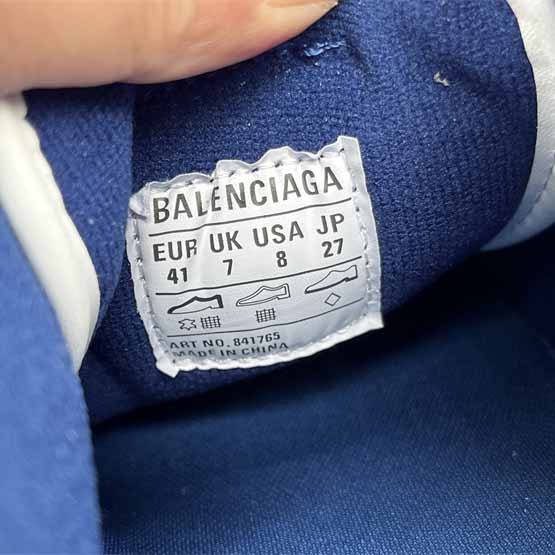 BALENCIAGA
EUR UK USA JP
41 7 8 27
ART NO. 841765
MADE IN CHINA